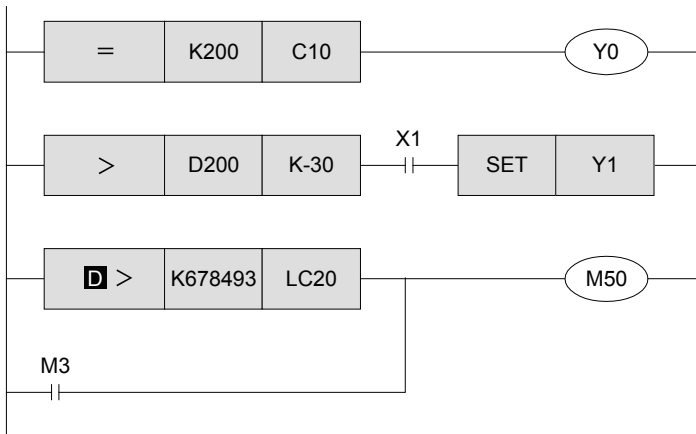 = K200 C10 Y0
X1
> D200 K-30 SET Y1
D > K678493 LC20 M50
M3